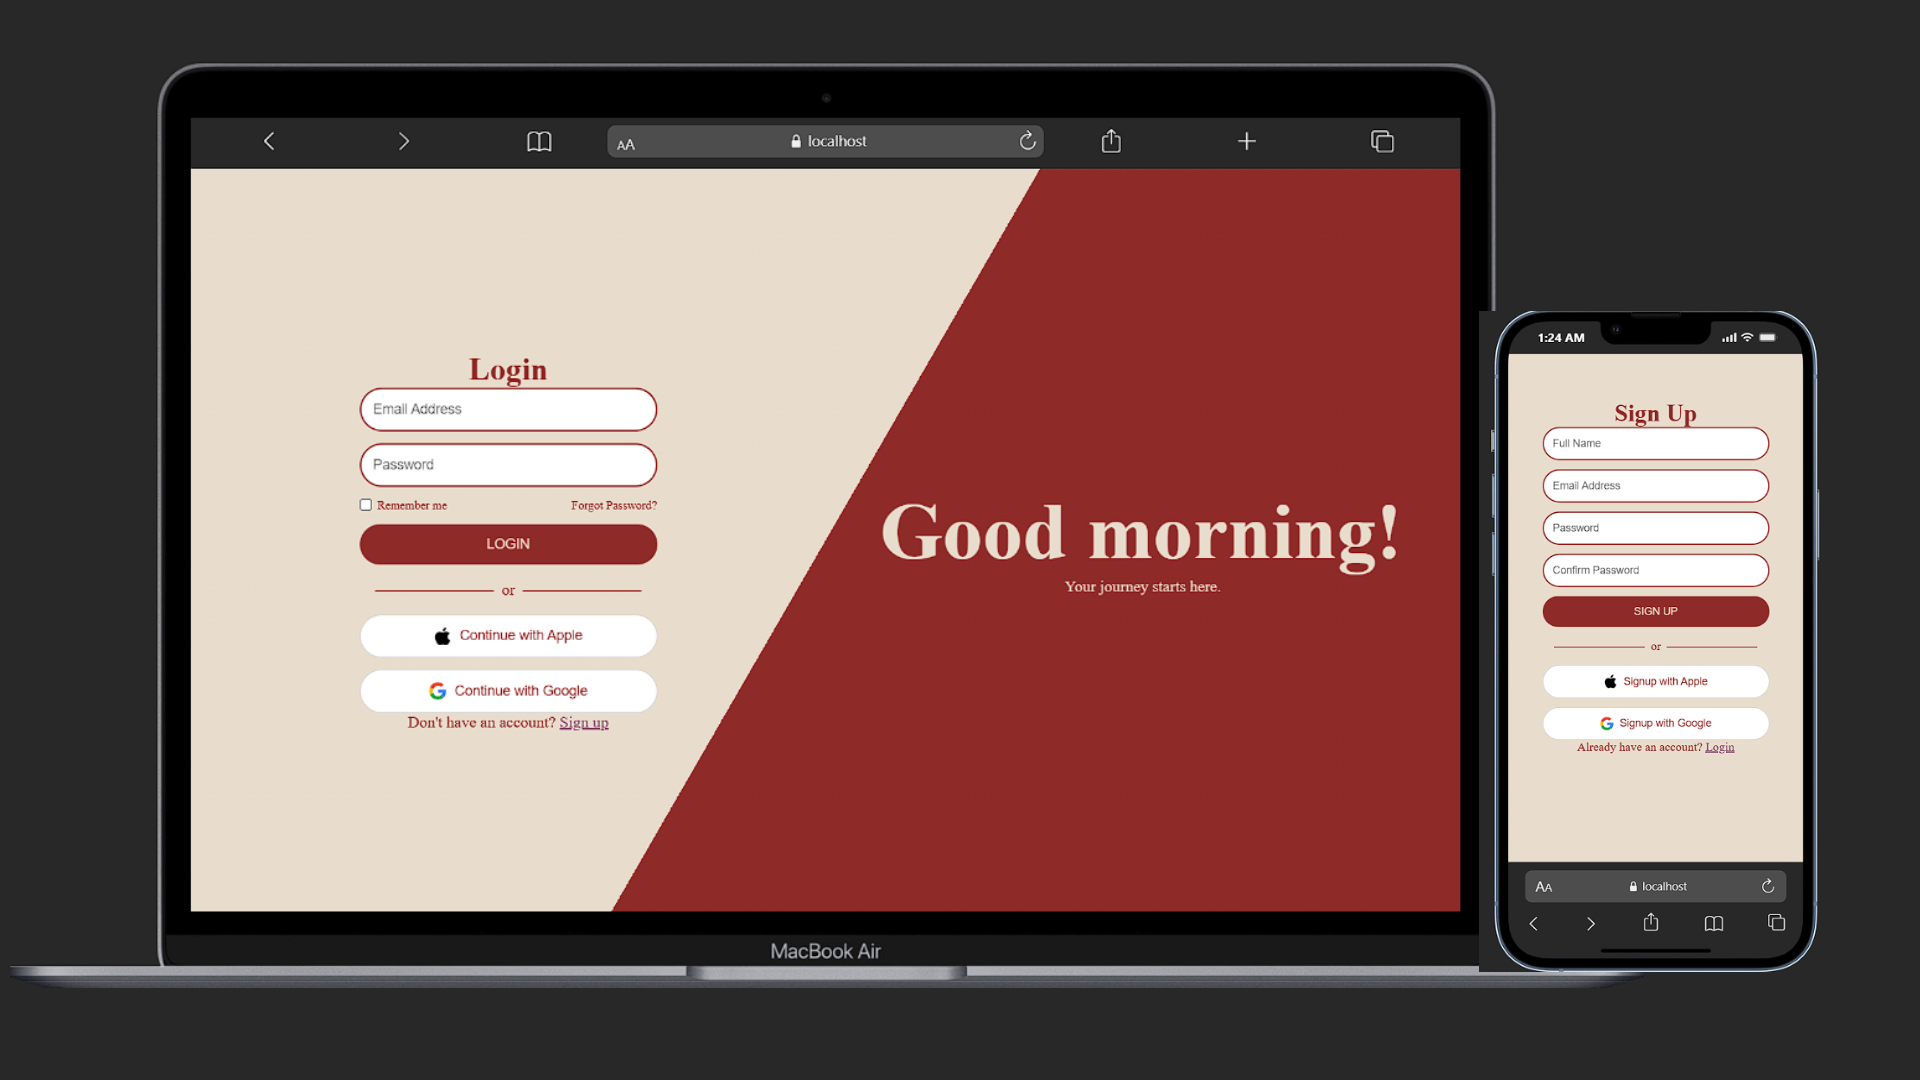 AA localhost
Login
Email Address
Password
Remember me Forgot Password?
LOGIN
or
Continue with Apple
Continue with Google
Don't have an account? Sign up
Good morning!
Your journey starts here.
MacBook Air
1:24 AM
Sign Up
Full Name
Email Address
Password
Confirm Password
SIGN UP
or
Signup with Apple
Signup with Google
Already have an account? Login
AA localhost